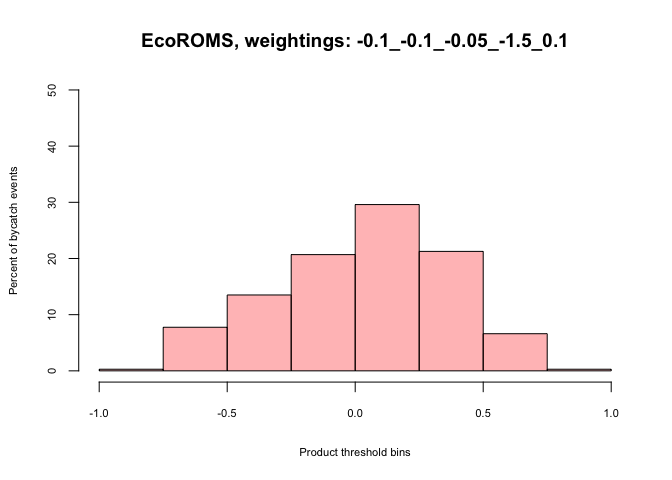 EcoROMS, weightings: -0.1_-0.1_-0.05_-1.5_0.1
Percent of bycatch events
50
40
30
20
10
0
-1.0 -0.5 0.0 0.5 1.0
Product threshold bins